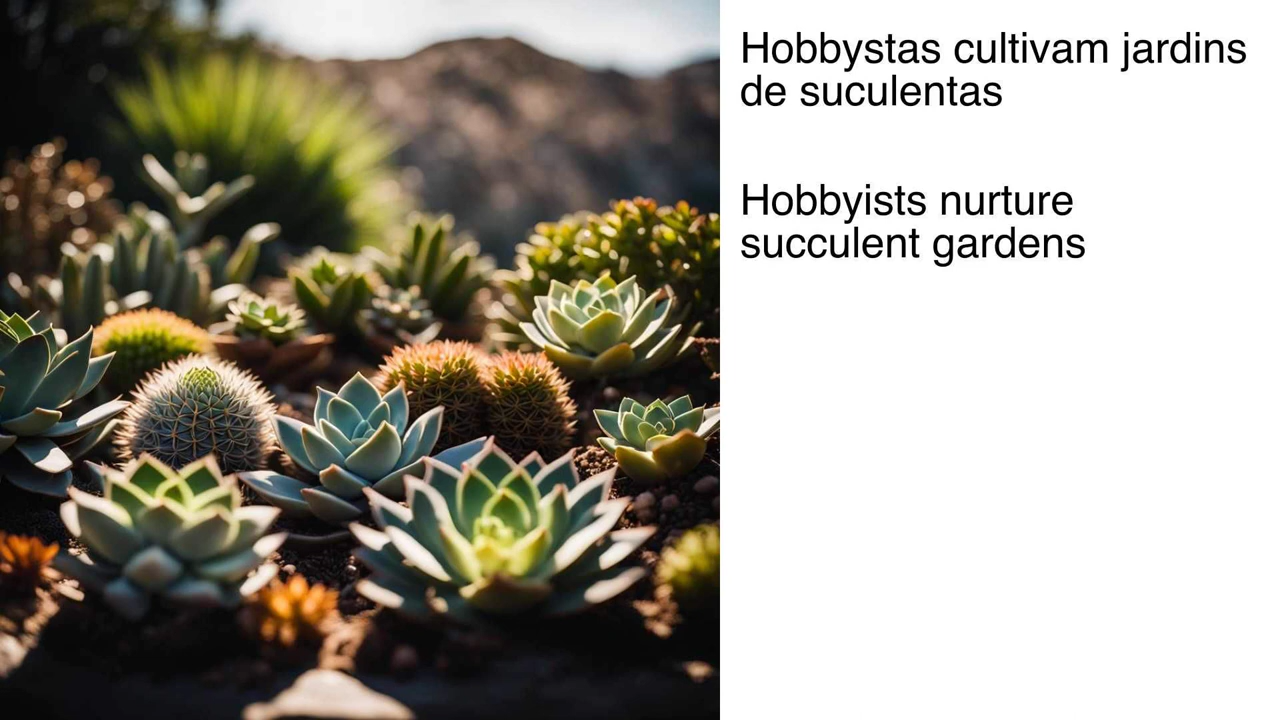 Hobbystas cultivam jardins
de suculentas
Hobbyists nurture
succulent gardens